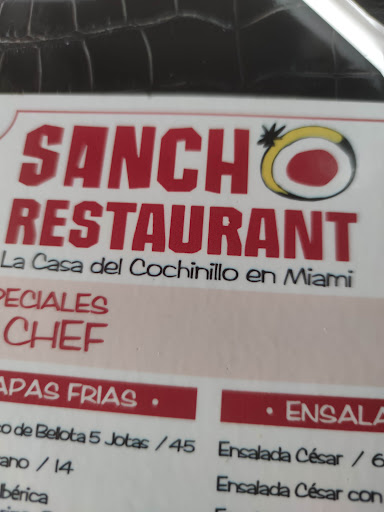 SANCHO
RESTAURANT
La Casa del Cochinillo en Miami
PECIALES
CHEF
APAS FRIAS •
• ENSALA
co de Bellota 5 Jotas / 45
ano / 14
Ibérica
Ensalada César / 6
Ensalada César con